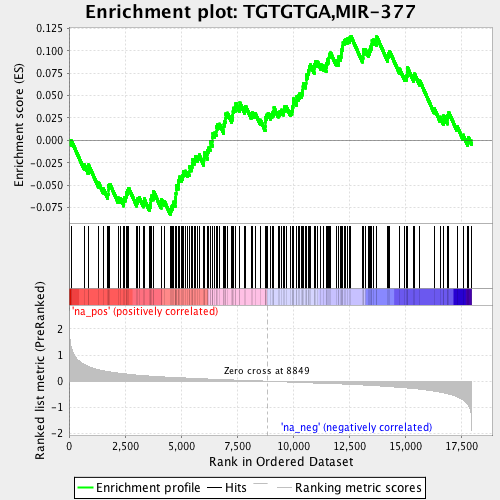 Enrichment plot: TGTGTGA,MIR-377
Enrichment score (ES)
0.125
0.100
0.075
0.050
0.025
0.000
-0.025
-0.050
-0.075
'na_pos' (positively correlated)
Ranked list metric (PreRanked)
2
1
0
-1
-2
Zero cross at 8849
'na_neg' (negatively correlated)
0
2,500
5,000
7,500
10,000
12,500
15,000
17,500
Rank in Ordered Dataset
Enrichment profile
Hits
Ranking metric scores